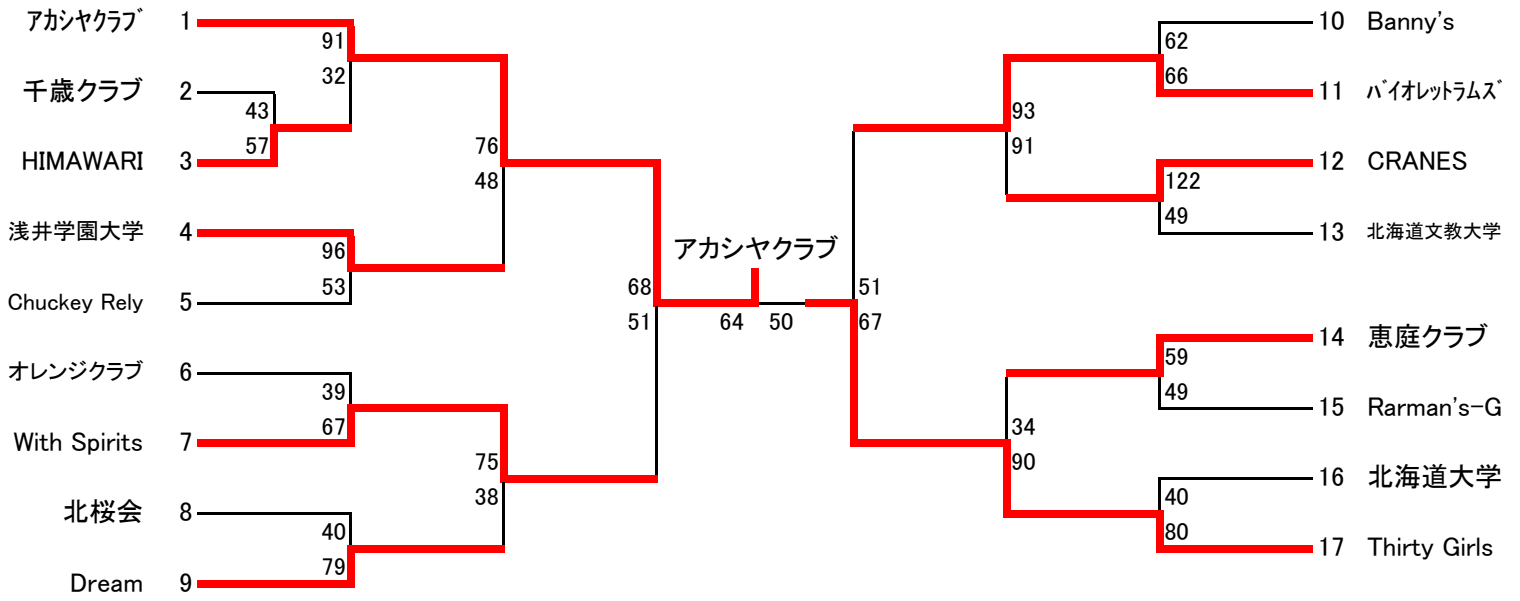 アカシヤクラブ 1
91
32
千歳クラブ 2
43
57
HIMAWARI 3
76
48
浅井学園大学 4
96
53
Chuckey Rely 5
68
51
オレンジクラブ 6
39
67
With Spirits 7
75
38
北桜会 8
40
79
Dream 9
アカシヤクラブ
64 50
10 Banny's
62
66
11 バイオレットラムズ
93
91
12 CRANES
122
49
13 北海道文教大学
51
67
14 恵庭クラブ
59
49
15 Rarman's-G
34
90
16 北海道大学
40
80
17 Thirty Girls